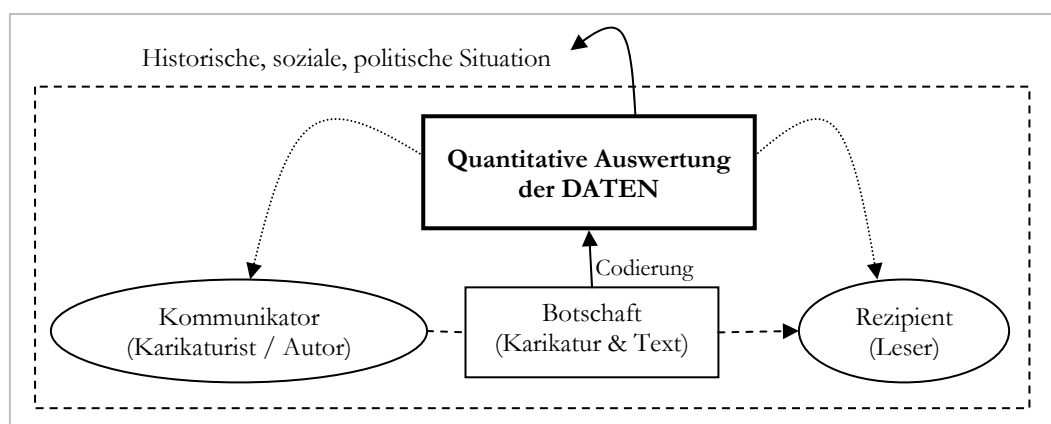 Historische, soziale, politische Situation
Quantitative Auswertung
der DATEN
Codierung
Kommunikator
(Karikaturist / Autor)
Botschaft
(Karikatur & Text)
Rezipient
(Leser)